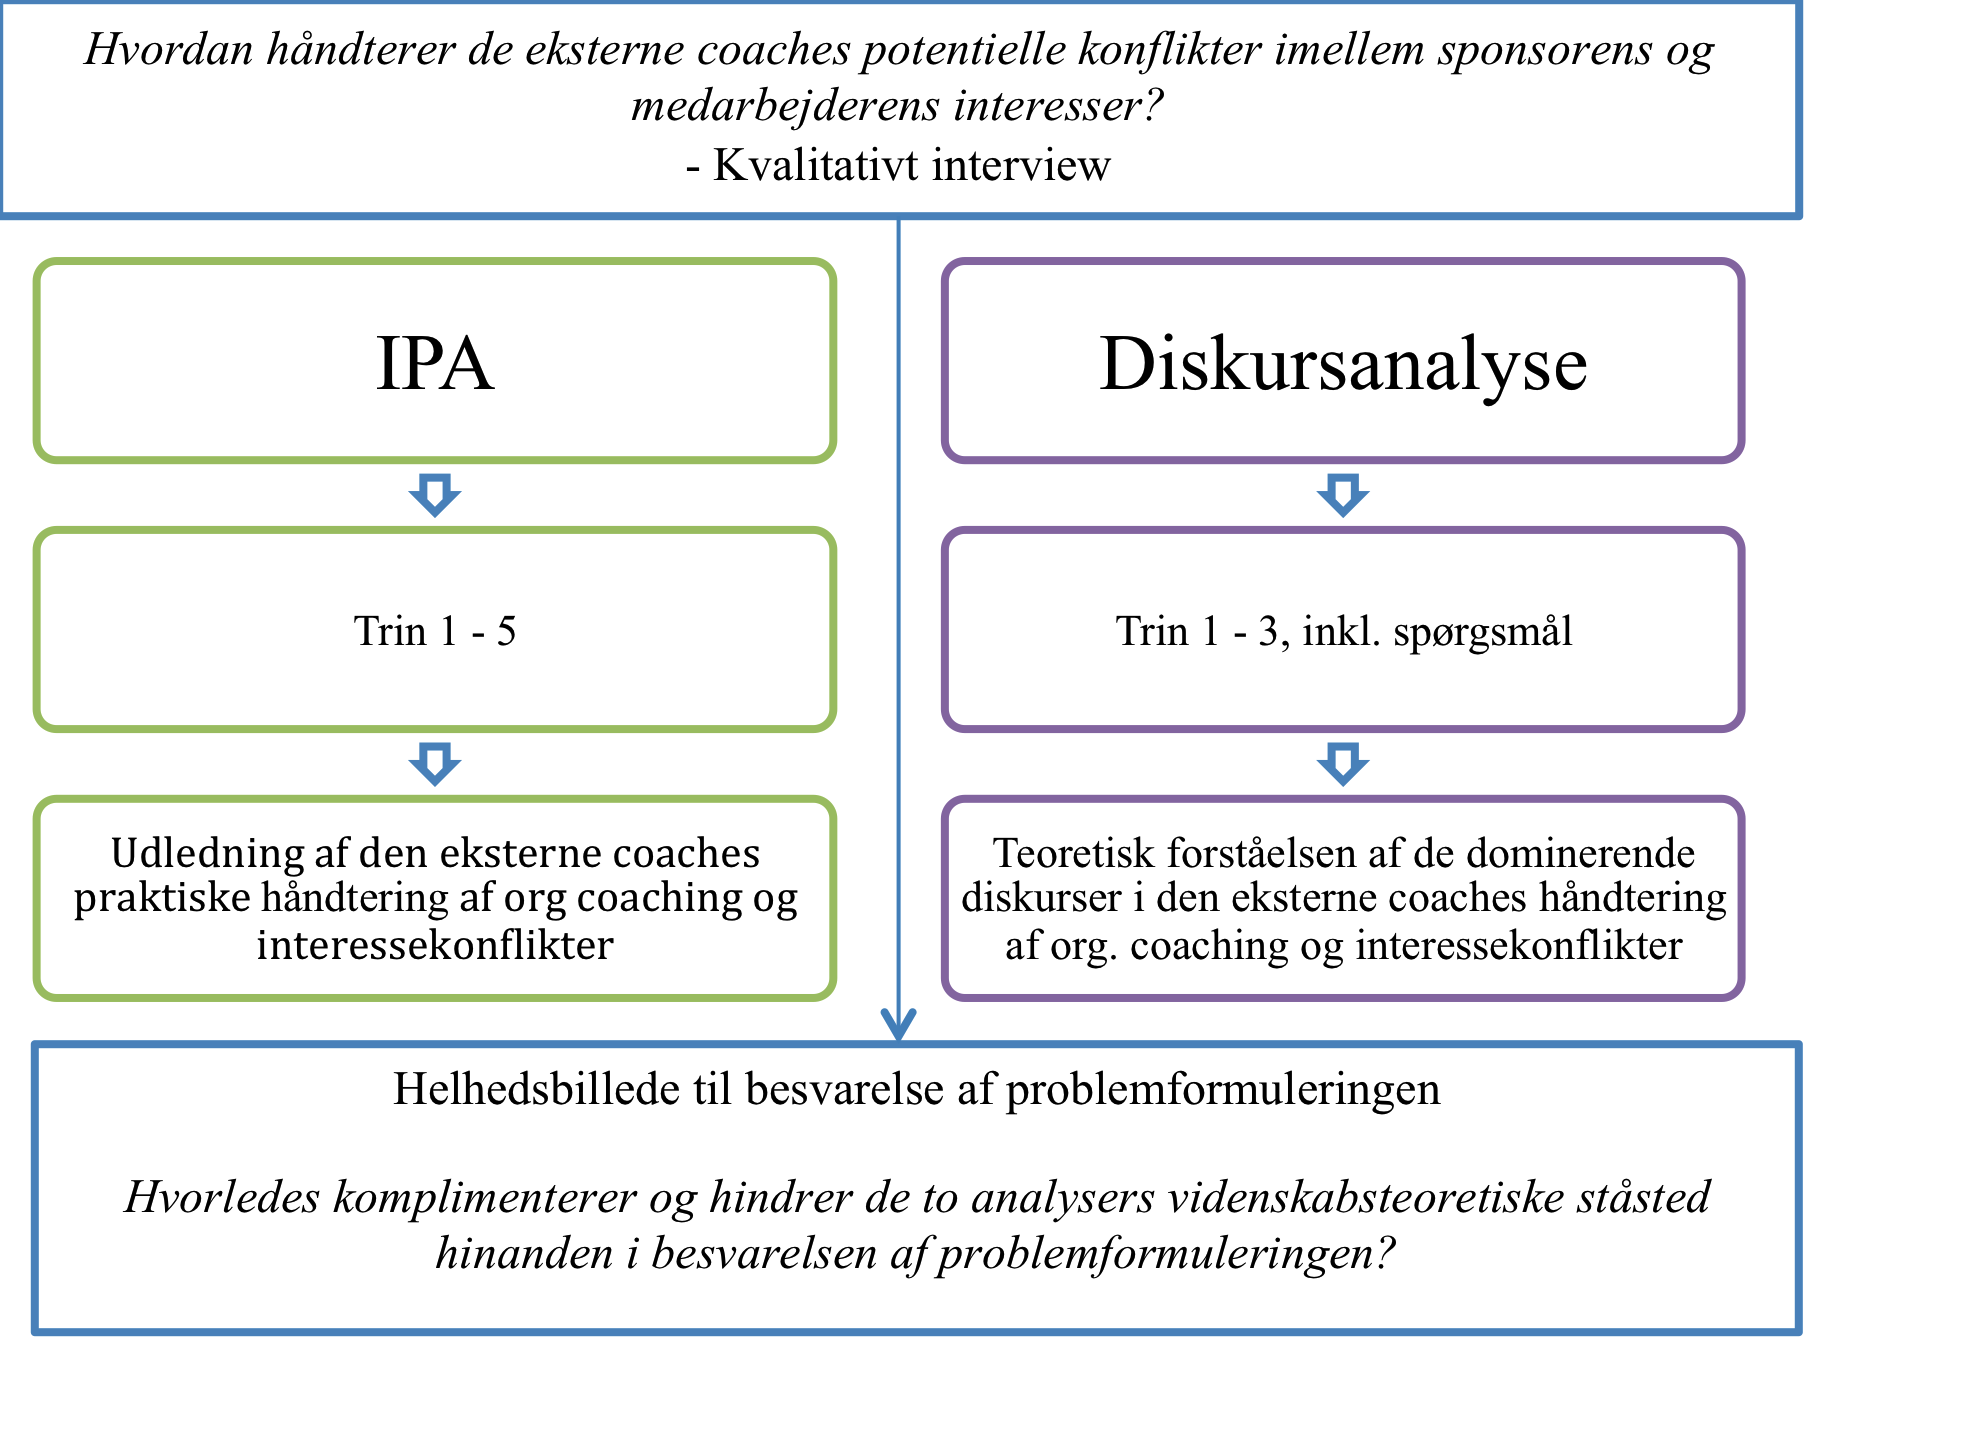 Hvordan håndterer de eksterne coaches potentielle konflikter imellem sponsorens og
medarbejderens interesser?
- Kvalitativt interview
IPA
Diskursanalyse
Trin 1 - 5
Trin 1 - 3, inkl. spørgsmål
Udledning af den eksterne coaches
praktiske håndtering af org coaching og
interessekonflikter
Teoretisk forståelsen af de dominerende
diskurser i den eksterne coaches håndtering
af org. coaching og interessekonflikter
Helhedsbillede til besvarelse af problemformuleringen
Hvorledes komplimenterer og hindrer de to analysers videnskabsteoretiske ståsted
hinanden i besvarelsen af problemformuleringen?